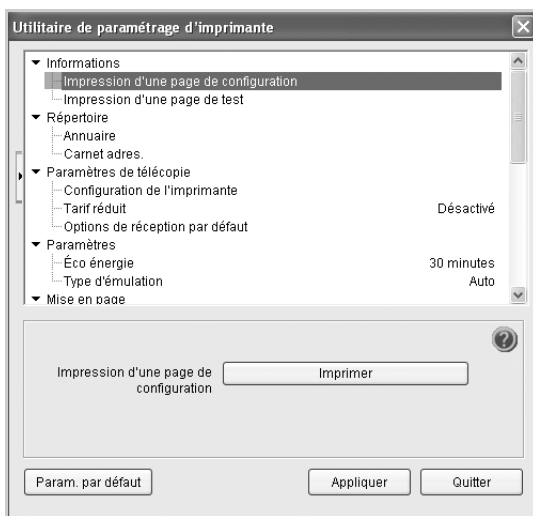 Utilitaire de paramétrage d'imprimante
Informations
Impression d'une page de configuration
Impression d'une page de test
Répertoire
Annuaire
Carnet adres.
Paramètres de télécopie
Configuration de l'imprimante
Tarif réduit Désactivé
Options de réception par défaut
Paramètres
Éco énergie 30 minutes
Type d'émulation Auto
Mise en page
Impression d'une page de
configuration
Imprimer
Param. par défaut Appliquer Quitter